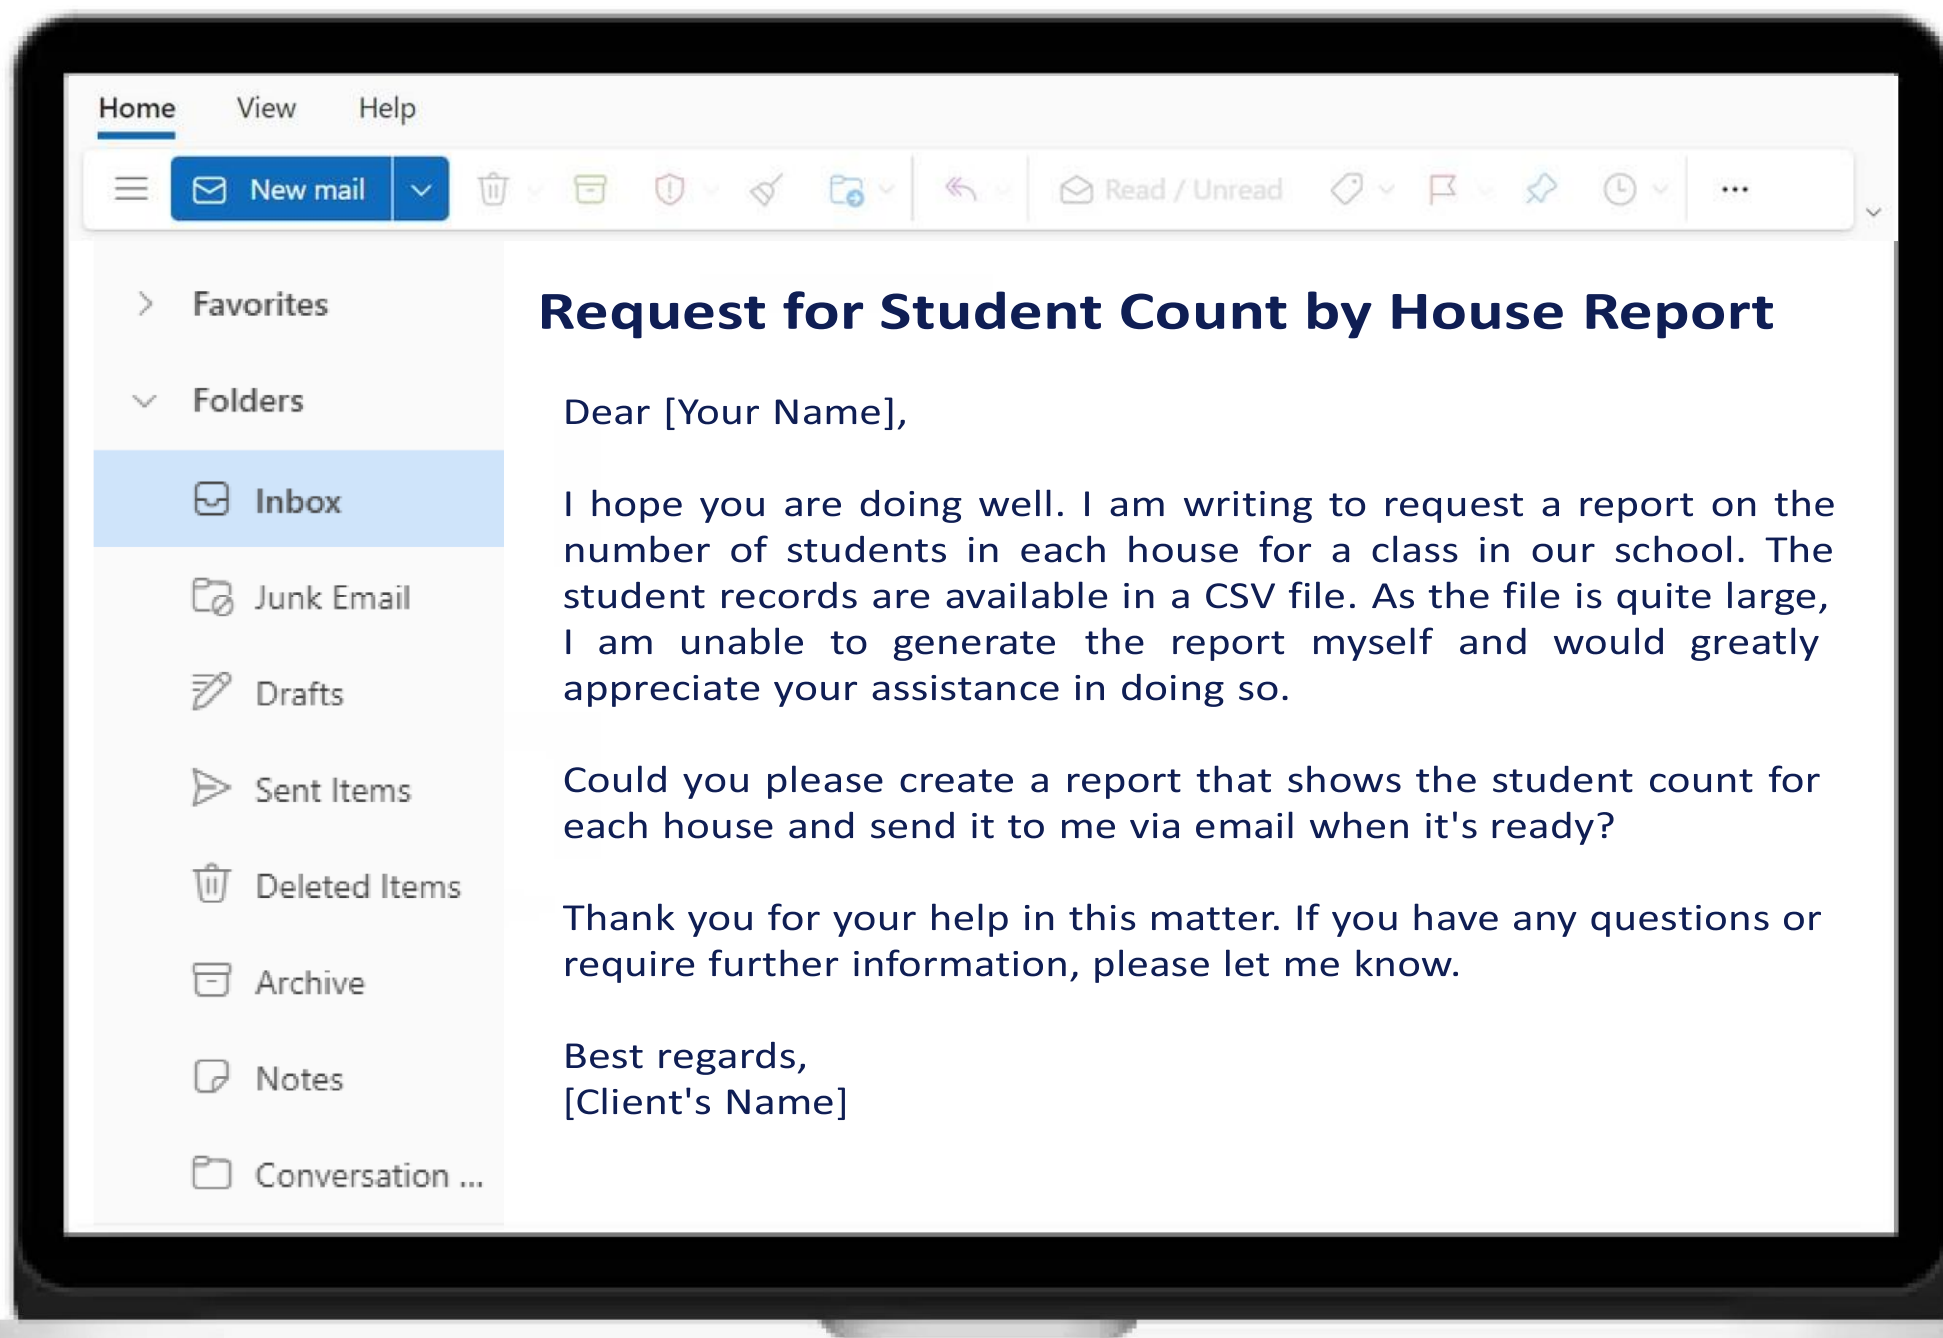 Home View Help
New mail Read / Unread ...
Favorites
Folders
Inbox
Junk Email
Drafts
Sent Items
Deleted Items
Archive
Notes
Conversation ...
Request for Student Count by House Report
Dear [Your Name],
I hope you are doing well. I am writing to request a report on the
number of students in each house for a class in our school. The
student records are available in a CSV file. As the file is quite large,
I am unable to generate the report myself and would greatly
appreciate your assistance in doing so.
Could you please create a report that shows the student count for
each house and send it to me via email when it's ready?
Thank you for your help in this matter. If you have any questions or
require further information, please let me know.
Best regards,
[Client's Name]